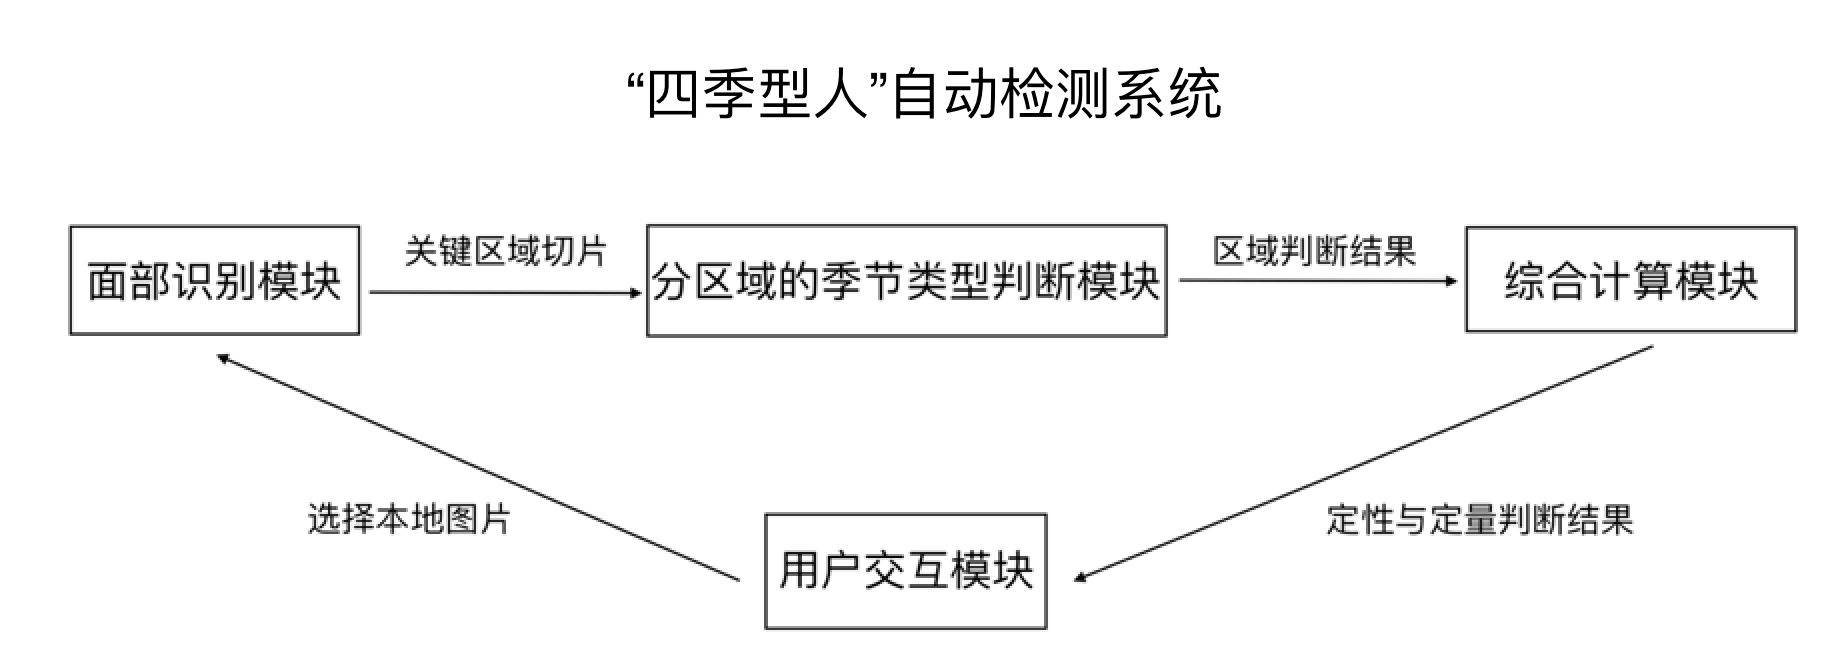 “四季型人”自动检测系统
面部识别模块
关键区域切片
分区域的季节类型判断模块
区域判断结果
综合计算模块
选择本地图片
用户交互模块
定性与定量判断结果